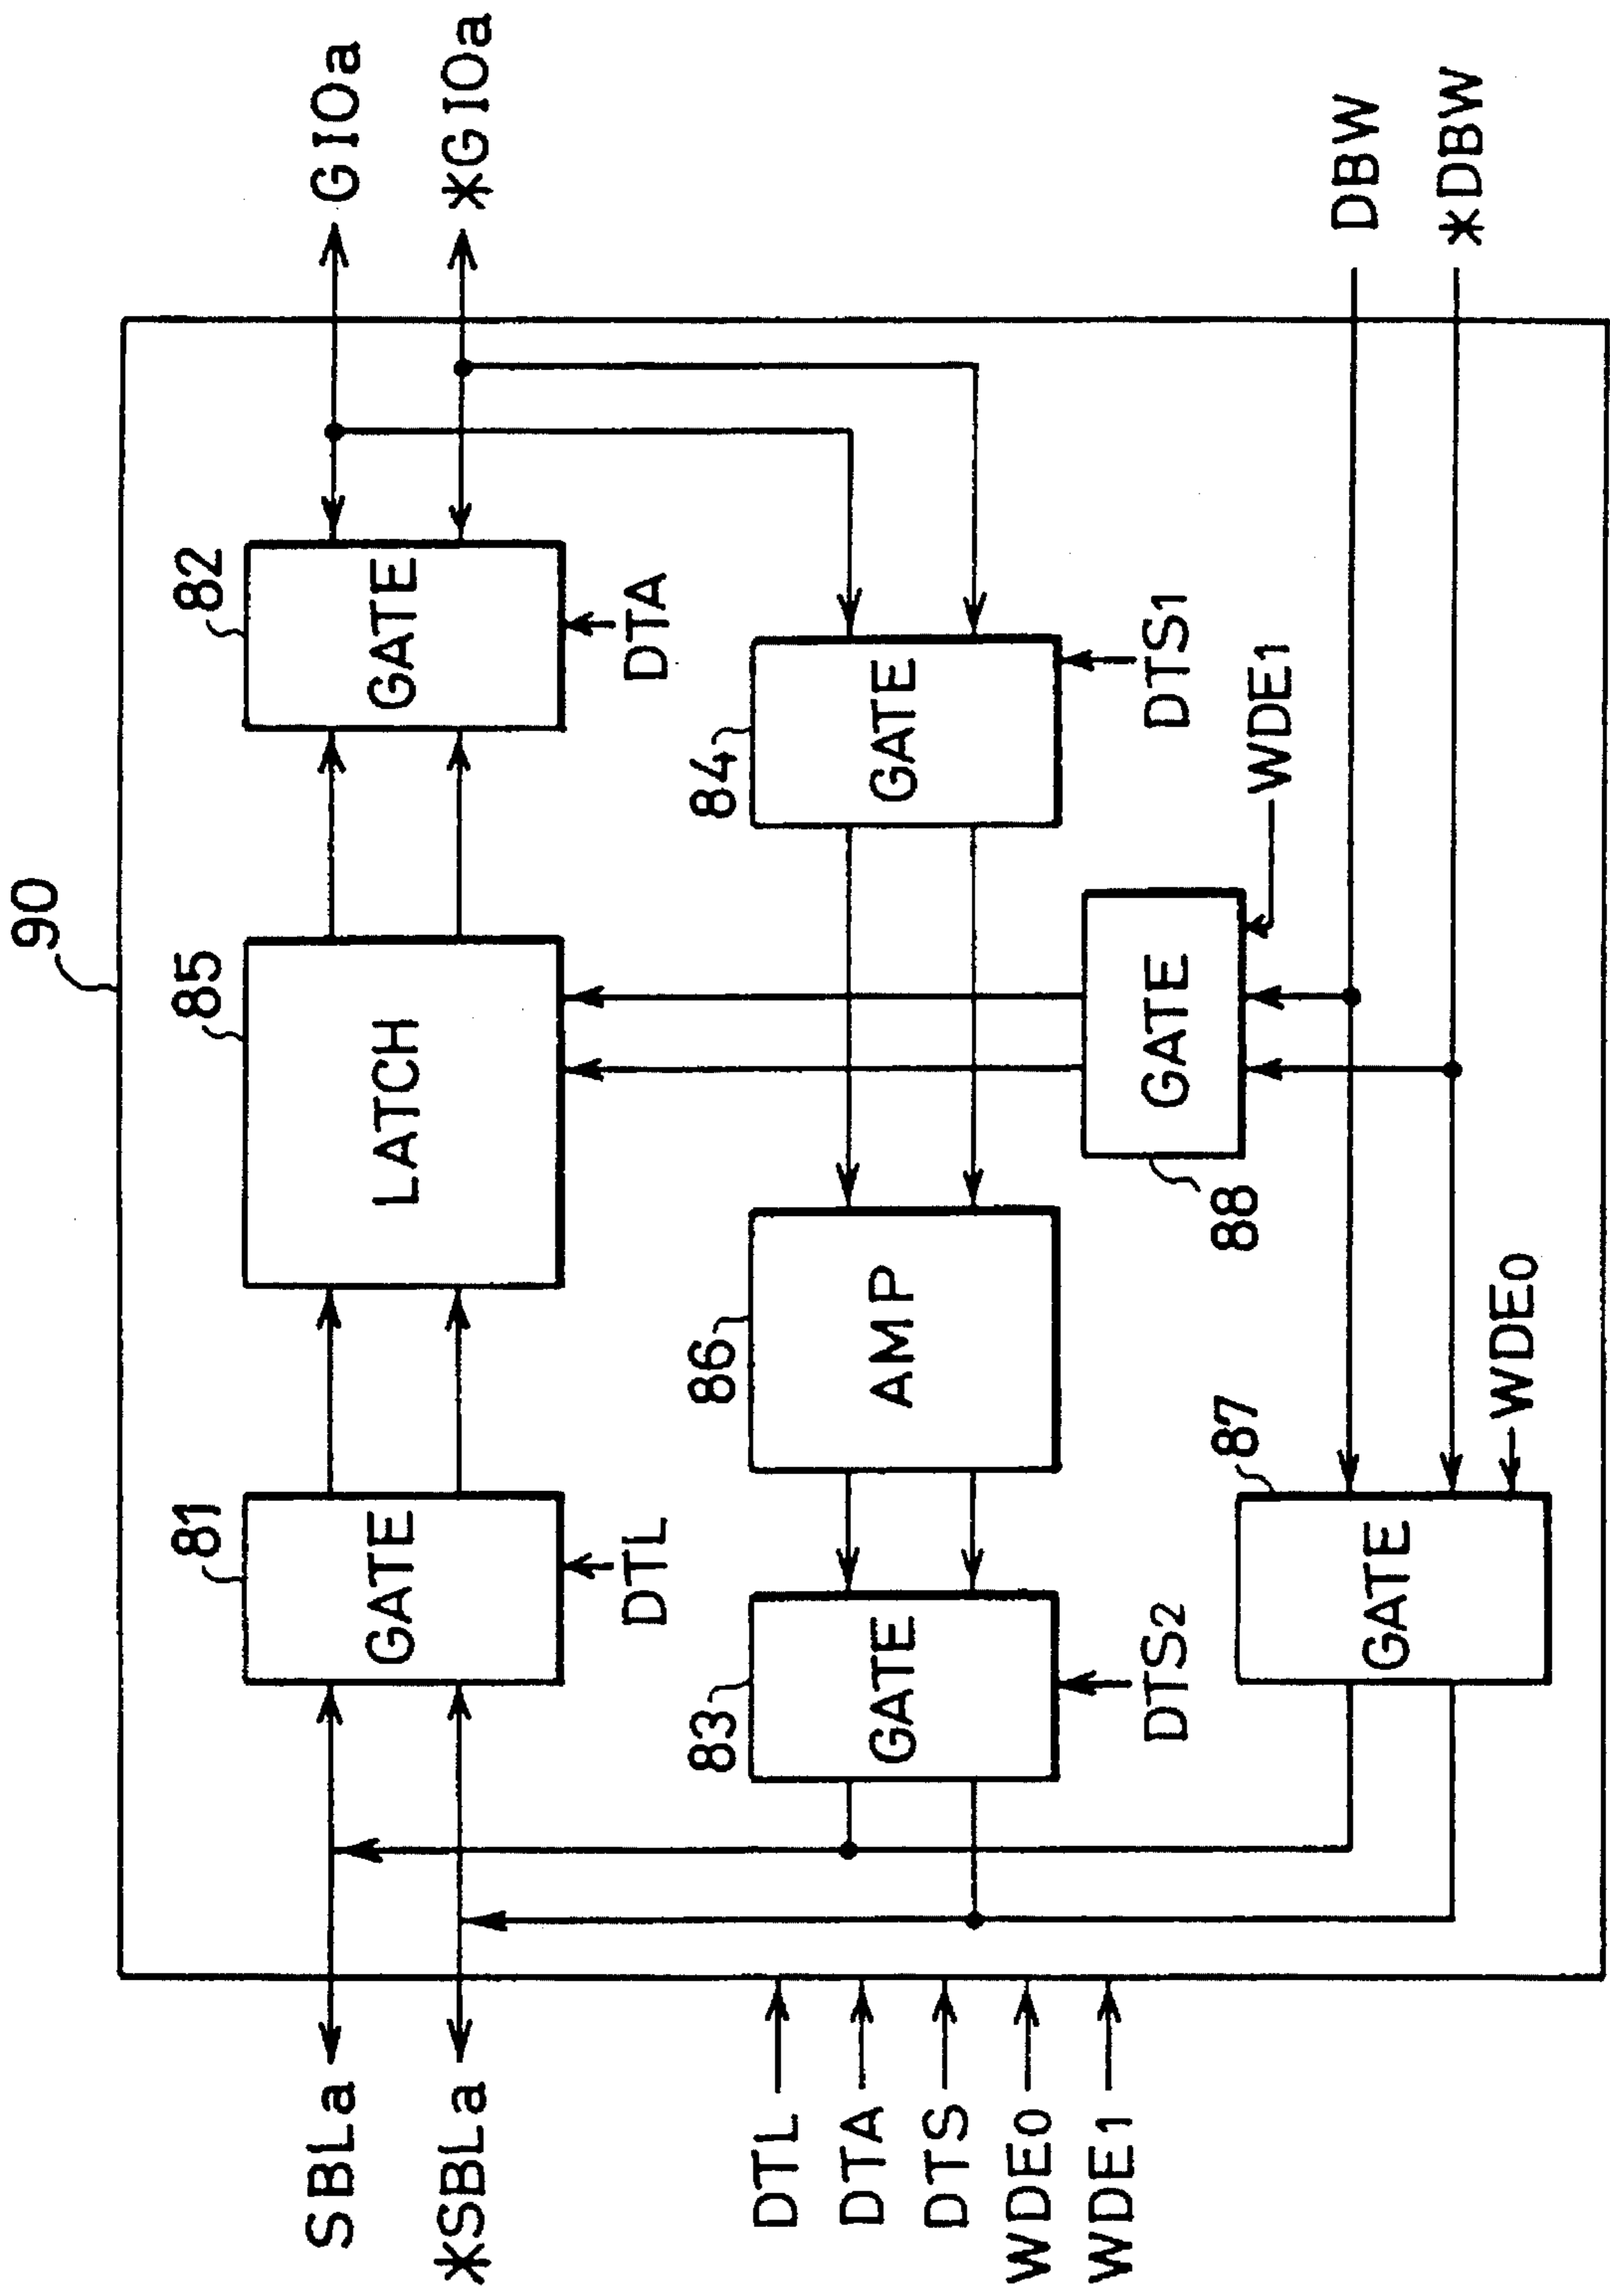 90
SBLa
*SBLa
81
GATE
DTL
85
LATCH
82
GATE
DTA
GIOa
*GIOa
83
GATE
DTS2
86
AMP
84
GATE
DTS1
88
GATE
WDE1
87
GATE
WDE0
DBW
*DBW
DTL
DTA
DTS
WDE0
WDE1